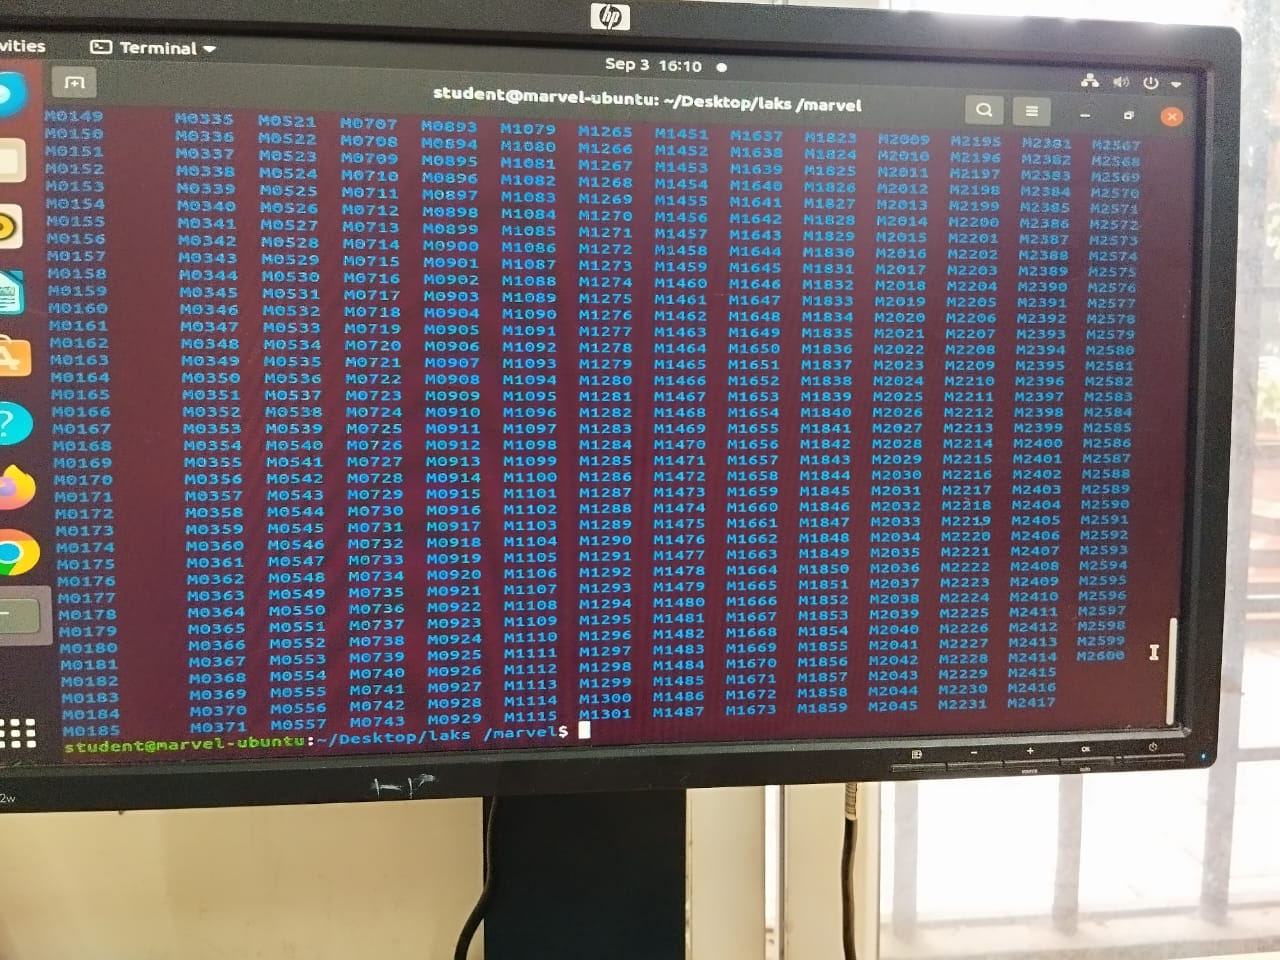 hp
vities Terminal
Sep 3 16:10
student@marvel-ubuntu: ~/Desktop/laks /marvel
M0149 M0335 M0521 M0707 M0893 M1079 M1265 M1451 M1637 M1823 M2009 M2195 M2381 M2567
M0150 M0336 M0522 M0708 M0894 M1080 M1266 M1452 M1638 M1824 M2010 M2196 M2382 M2568
M0151 M0337 M0523 M0709 M0895 M1081 M1267 M1453 M1639 M1825 M2011 M2197 M2383 M2569
M0152 M0338 M0524 M0710 M0896 M1082 M1268 M1454 M1640 M1826 M2012 M2198 M2384 M2570
M0153 M0339 M0525 M0711 M0897 M1083 M1269 M1455 M1641 M1827 M2013 M2199 M2385 M2571
M0154 M0340 M0526 M0712 M0898 M1084 M1270 M1456 M1642 M1828 M2014 M2200 M2386 M2572
M0155 M0341 M0527 M0713 M0899 M1085 M1271 M1457 M1643 M1829 M2015 M2201 M2387 M2573
M0156 M0342 M0528 M0714 M0900 M1086 M1272 M1458 M1644 M1830 M2016 M2202 M2388 M2574
M0157 M0343 M0529 M0715 M0901 M1087 M1273 M1459 M1645 M1831 M2017 M2203 M2389 M2575
M0158 M0344 M0530 M0716 M0902 M1088 M1274 M1460 M1646 M1832 M2018 M2204 M2390 M2576
M0159 M0345 M0531 M0717 M0903 M1089 M1275 M1461 M1647 M1833 M2019 M2205 M2391 M2577
M0160 M0346 M0532 M0718 M0904 M1090 M1276 M1462 M1648 M1834 M2020 M2206 M2392 M2578
M0161 M0347 M0533 M0719 M0905 M1091 M1277 M1463 M1649 M1835 M2021 M2207 M2393 M2579
M0162 M0348 M0534 M0720 M0906 M1092 M1278 M1464 M1650 M1836 M2022 M2208 M2394 M2580
M0163 M0349 M0535 M0721 M0907 M1093 M1279 M1465 M1651 M1837 M2023 M2209 M2395 M2581
M0164 M0350 M0536 M0722 M0908 M1094 M1280 M1466 M1652 M1838 M2024 M2210 M2396 M2582
M0165 M0351 M0537 M0723 M0909 M1095 M1281 M1467 M1653 M1839 M2025 M2211 M2397 M2583
M0166 M0352 M0538 M0724 M0910 M1096 M1282 M1468 M1654 M1840 M2026 M2212 M2398 M2584
M0167 M0353 M0539 M0725 M0911 M1097 M1283 M1469 M1655 M1841 M2027 M2213 M2399 M2585
M0168 M0354 M0540 M0726 M0912 M1098 M1284 M1470 M1656 M1842 M2028 M2214 M2400 M2586
M0169 M0355 M0541 M0727 M0913 M1099 M1285 M1471 M1657 M1843 M2029 M2215 M2401 M2587
M0170 M0356 M0542 M0728 M0914 M1100 M1286 M1472 M1658 M1844 M2030 M2216 M2402 M2588
M0171 M0357 M0543 M0729 M0915 M1101 M1287 M1473 M1659 M1845 M2031 M2217 M2403 M2589
M0172 M0358 M0544 M0730 M0916 M1102 M1288 M1474 M1660 M1846 M2032 M2218 M2404 M2590
M0173 M0359 M0545 M0731 M0917 M1103 M1289 M1475 M1661 M1847 M2033 M2219 M2405 M2591
M0174 M0360 M0546 M0732 M0918 M1104 M1290 M1476 M1662 M1848 M2034 M2220 M2406 M2592
M0175 M0361 M0547 M0733 M0919 M1105 M1291 M1477 M1663 M1849 M2035 M2221 M2407 M2593
M0176 M0362 M0548 M0734 M0920 M1106 M1292 M1478 M1664 M1850 M2036 M2222 M2408 M2594
M0177 M0363 M0549 M0735 M0921 M1107 M1293 M1479 M1665 M1851 M2037 M2223 M2409 M2595
M0178 M0364 M0550 M0736 M0922 M1108 M1294 M1480 M1666 M1852 M2038 M2224 M2410 M2596
M0179 M0365 M0551 M0737 M0923 M1109 M1295 M1481 M1667 M1853 M2039 M2225 M2411 M2597
M0180 M0366 M0552 M0738 M0924 M1110 M1296 M1482 M1668 M1854 M2040 M2226 M2412 M2598
M0181 M0367 M0553 M0739 M0925 M1111 M1297 M1483 M1669 M1855 M2041 M2227 M2413 M2599
M0182 M0368 M0554 M0740 M0926 M1112 M1298 M1484 M1670 M1856 M2042 M2228 M2414 M2600
M0183 M0369 M0555 M0741 M0927 M1113 M1299 M1485 M1671 M1857 M2043 M2229 M2415
M0184 M0370 M0556 M0742 M0928 M1114 M1300 M1486 M1672 M1858 M2044 M2230 M2416
M0185 M0371 M0557 M0743 M0929 M1115 M1301 M1487 M1673 M1859 M2045 M2231 M2417
student@marvel-ubuntu:~/Desktop/laks /marvel$
2w
HP
OK